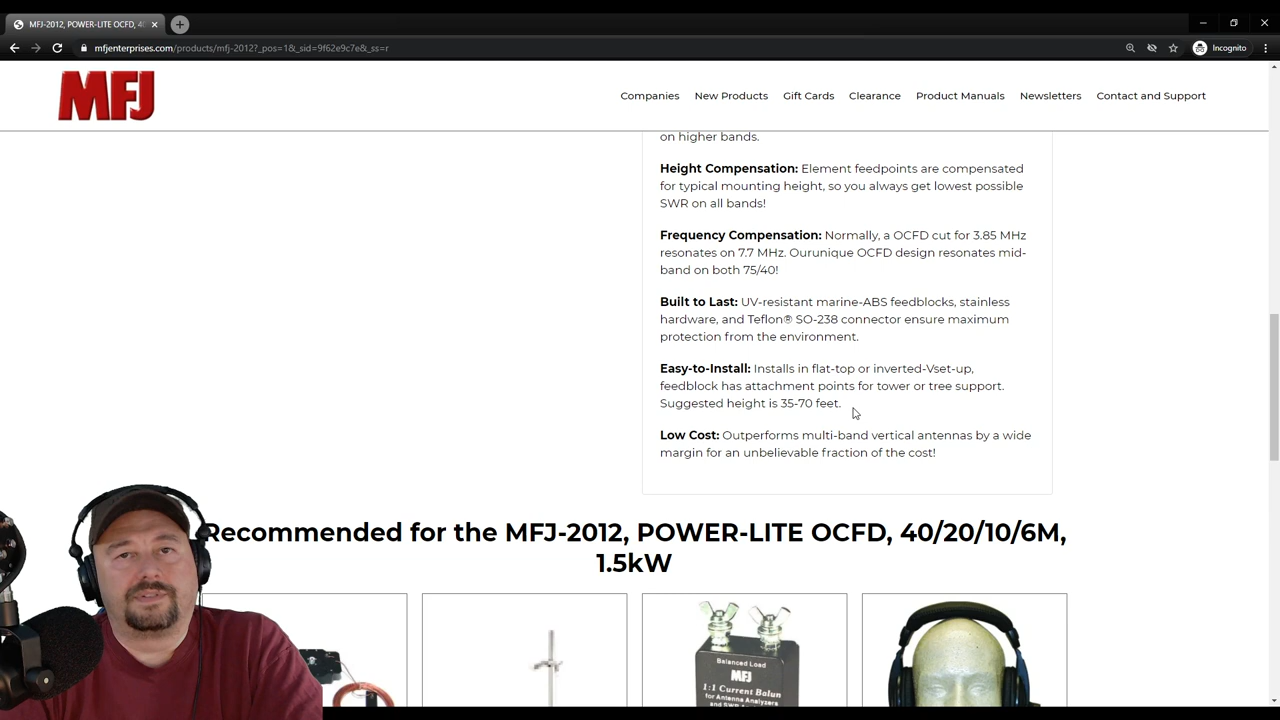 MFJ-2012, POWER-LITE OCFD, 40
mfjenterprises.com/products/mfj-2012?_pos=1&_sid=9f62e9c7e&_ss=r
Incognito
MFJ
Companies New Products Gift Cards Clearance Product Manuals Newsletters Contact and Support
on higher bands.
Height Compensation: Element feedpoints are compensated
for typical mounting height, so you always get lowest possible
SWR on all bands!
Frequency Compensation: Normally, a OCFD cut for 3.85 MHz
resonates on 7.7 MHz. Ourunique OCFD design resonates mid-
band on both 75/40!
Built to Last: UV-resistant marine-ABS feedblocks, stainless
hardware, and Teflon® SO-238 connector ensure maximum
protection from the environment.
Easy-to-Install: Installs in flat-top or inverted-Vset-up,
feedblock has attachment points for tower or tree support.
Suggested height is 35-70 feet.
Low Cost: Outperforms multi-band vertical antennas by a wide
margin for an unbelievable fraction of the cost!
Recommended for the MFJ-2012, POWER-LITE OCFD, 40/20/10/6M,
1.5kW
Balanced Load
MFJ
1:1 Current Balun
for Antenna Analyzers